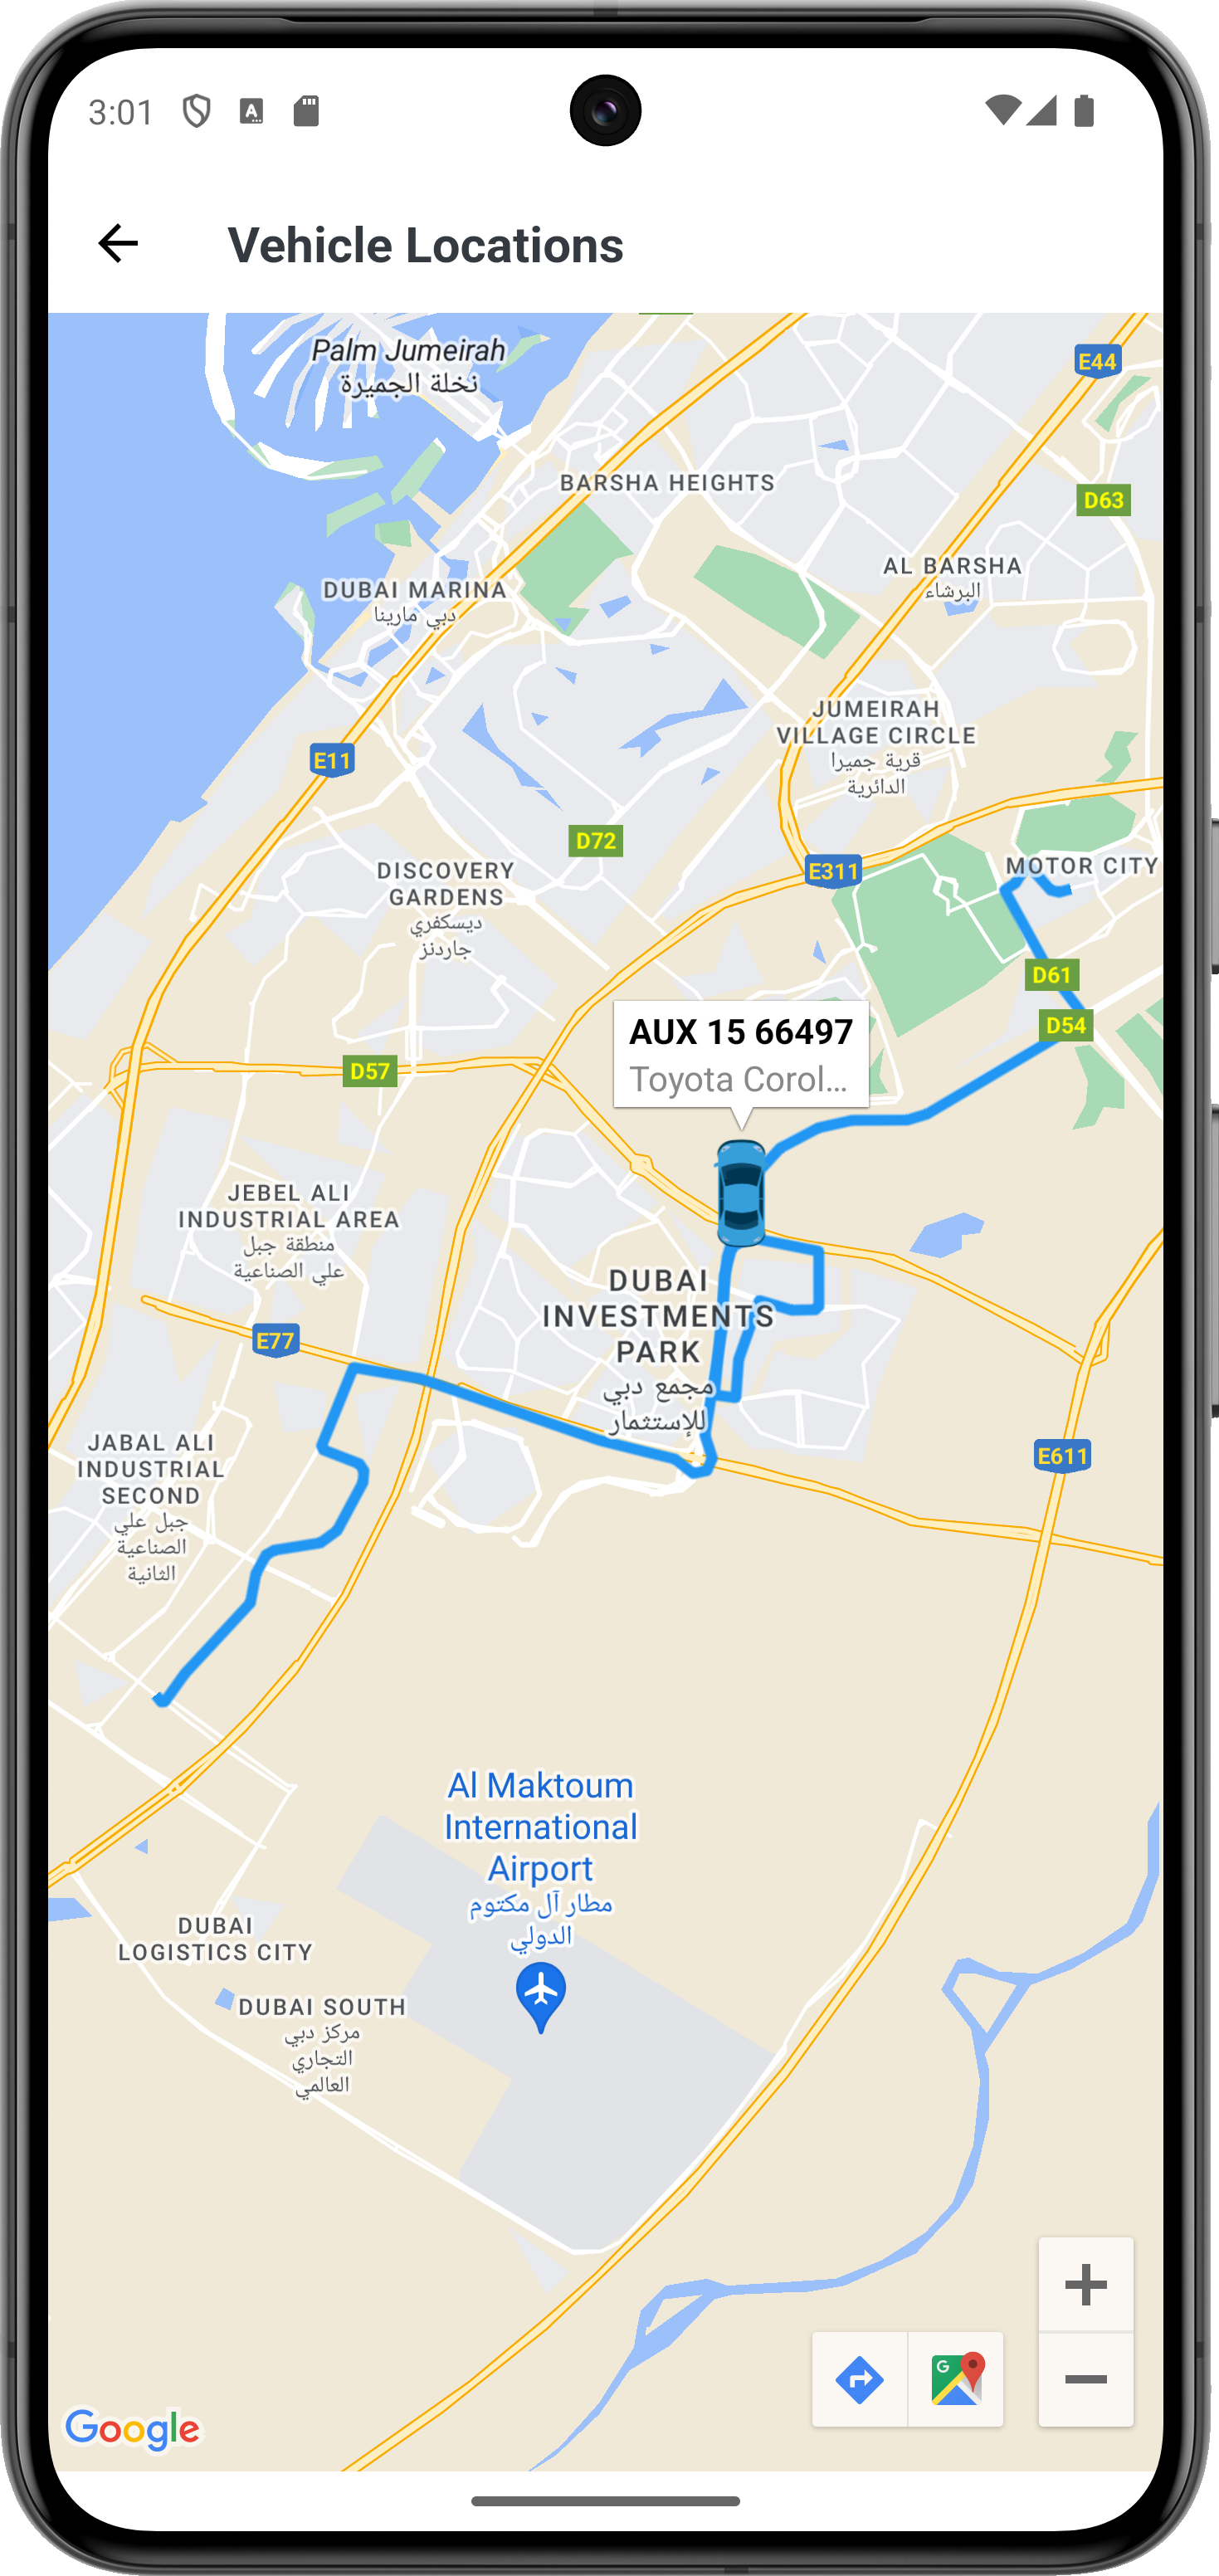 3:01
Vehicle Locations
Palm Jumeirah
نخلة الجميرة
E44
BARSHA HEIGHTS
D63
AL BARSHA
البرشاء
DUBAI MARINA
دبي مارينا
JUMEIRAH
VILLAGE CIRCLE
قرية جميرا
الدائرية
E11
D72
E311
MOTOR CITY
DISCOVERY
GARDENS
ديسكفري
جاردنز
D61
D54
AUX 15 66497
Toyota Corol...
D57
JEBEL ALI
INDUSTRIAL AREA
منطقة جبل
علي الصناعية
DUBAI
INVESTMENTS
PARK
مجمع دبي
للإستثمار
E77
JABAL ALI
INDUSTRIAL
SECOND
جبل علي
الصناعية
الثانية
E611
Al Maktoum
International
Airport
مطار آل مكتوم
الدولي
DUBAI
LOGISTICS CITY
DUBAI SOUTH
مركز دبي
التجاري
العالمي
G
Google